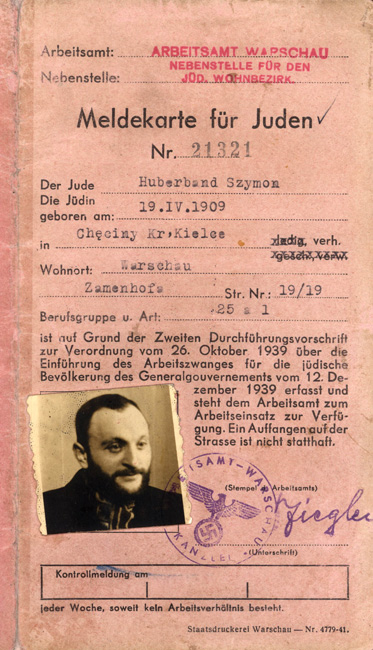 Arbeitsamt: ARBEITSAMT WARSCHAU
Nebenstelle: NEBENSTELLE FÜR DEN
JÜD. WOHNBEZIRK.
Meldekarte für Juden ✓
Nr. 21321
Der Jude Huberband Szymon
Die Jüdin
geboren am: 19.IV.1909
in Chęciny Kr,Kielce ledig, verh.
gesch., verw.
Wohnort: Warschau
Zamenhofa Str. Nr.: 19/19
Berufsgruppe u. Art: 25 a 1
ist auf Grund der Zweiten Durchführungsvorschrift
zur Verordnung vom 26. Oktober 1939 über die
Einführung des Arbeitszwanges für die jüdische
Bevölkerung des Generalgouvernements vom 12. De-
zember 1939 erfasst und
steht dem Arbeitsamt zum
Arbeitseinsatz zur Verfü-
gung. Ein Auffangen auf der
Strasse ist nicht statthaft.
ARBEITSAMT-WARSCHAU
KANZLEI
(Stempel d. Arbeitsamts)
Ziegler
(Unterschrift)
Kontrollmeldung am
jeder Woche, soweit kein Arbeitsverhältnis besteht.
Staatsdruckerei Warschau — Nr. 4779-41.